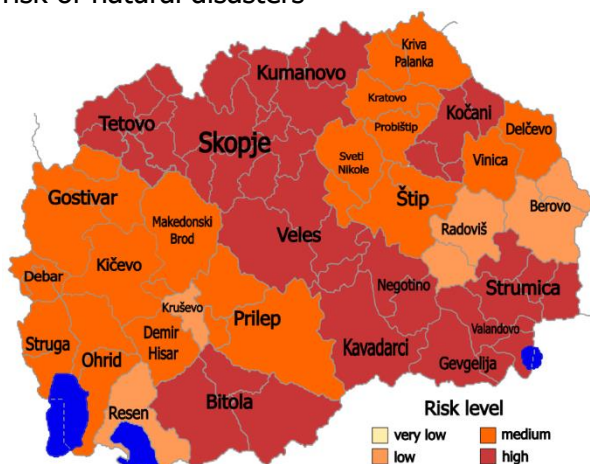 risk of natural disasters
Kriva
Palanka
Kumanovo
Kratovo
Tetovo
Kočani
Skopje
Probištip
Delčevo
Sveti
Nikole
Vinica
Gostivar
Štip
Berovo
Makedonski
Brod
Radoviš
Veles
Kičevo
Debar
Negotino
Strumica
Kruševo
Prilep
Struga
Demir
Hisar
Valandovo
Kavadarci
Ohrid
Gevgelija
Resen
Bitola
Risk level
very low
medium
low
high